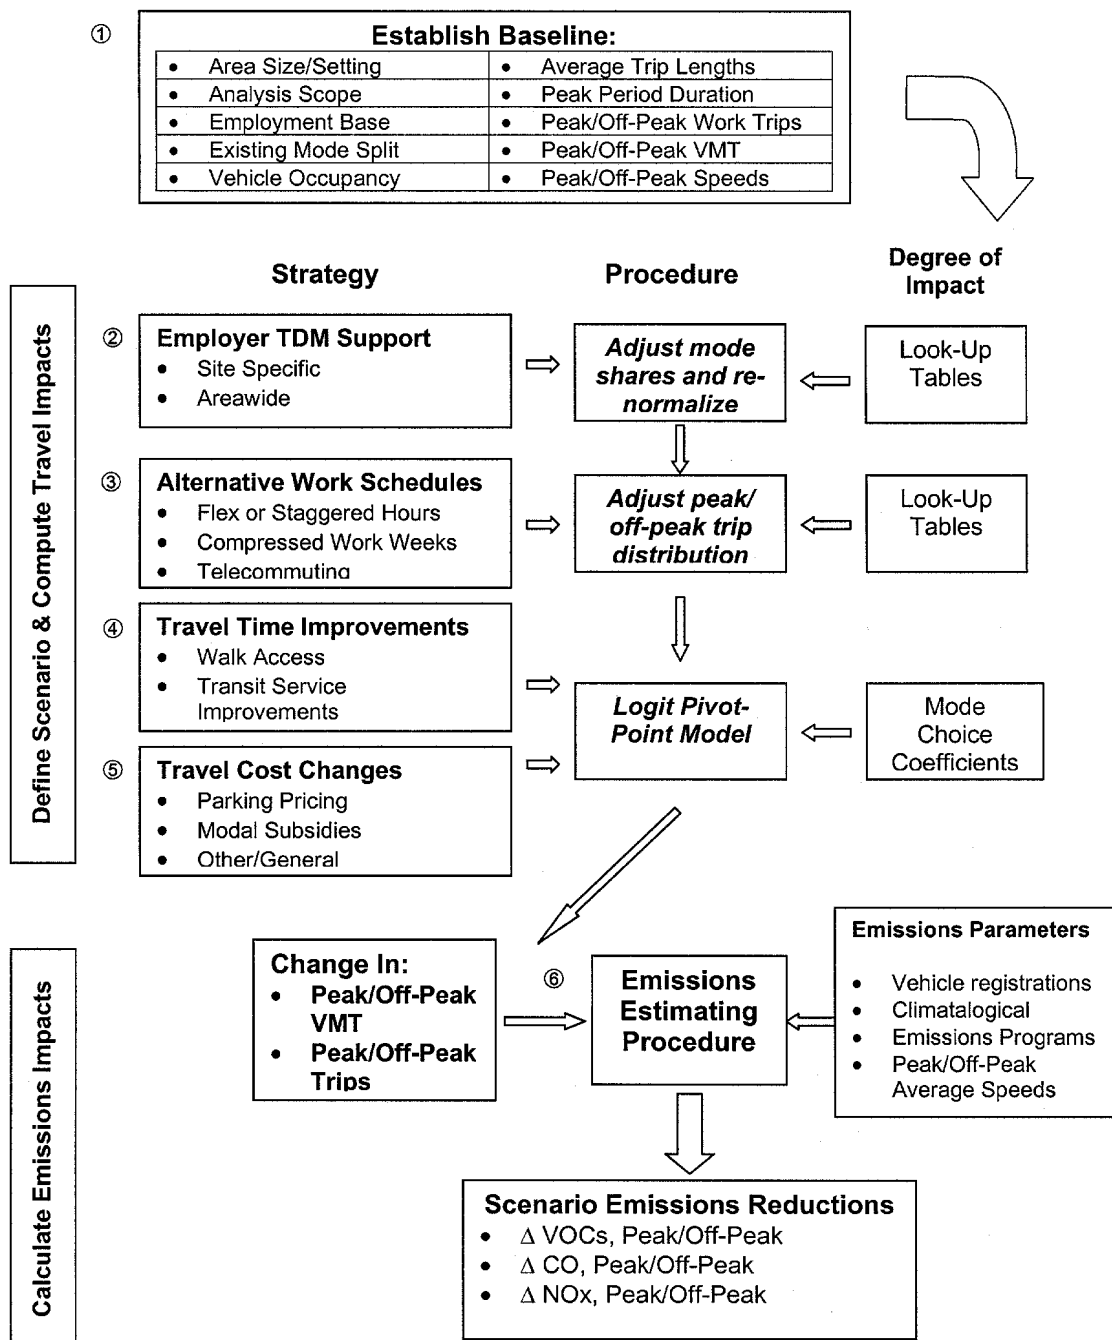 ①
Establish Baseline:
• Area Size/Setting
• Average Trip Lengths
• Analysis Scope
• Peak Period Duration
• Employment Base
• Peak/Off-Peak Work Trips
• Existing Mode Split
• Peak/Off-Peak VMT
• Vehicle Occupancy
• Peak/Off-Peak Speeds
Strategy
Procedure
Degree of
Impact
Define Scenario & Compute Travel Impacts
②
Employer TDM Support
• Site Specific
• Areawide
Adjust mode
shares and re-
normalize
Look-Up
Tables
③
Alternative Work Schedules
• Flex or Staggered Hours
• Compressed Work Weeks
• Telecommuting
Adjust peak/
off-peak trip
distribution
Look-Up
Tables
④
Travel Time Improvements
• Walk Access
• Transit Service
Improvements
Logit Pivot-
Point Model
Mode
Choice
Coefficients
⑤
Travel Cost Changes
• Parking Pricing
• Modal Subsidies
• Other/General
Calculate Emissions Impacts
Change In:
• Peak/Off-Peak
VMT
• Peak/Off-Peak
Trips
⑥
Emissions
Estimating
Procedure
Emissions Parameters
• Vehicle registrations
• Climatalogical
• Emissions Programs
• Peak/Off-Peak
Average Speeds
Scenario Emissions Reductions
• Δ VOCs, Peak/Off-Peak
• Δ CO, Peak/Off-Peak
• Δ NOx, Peak/Off-Peak